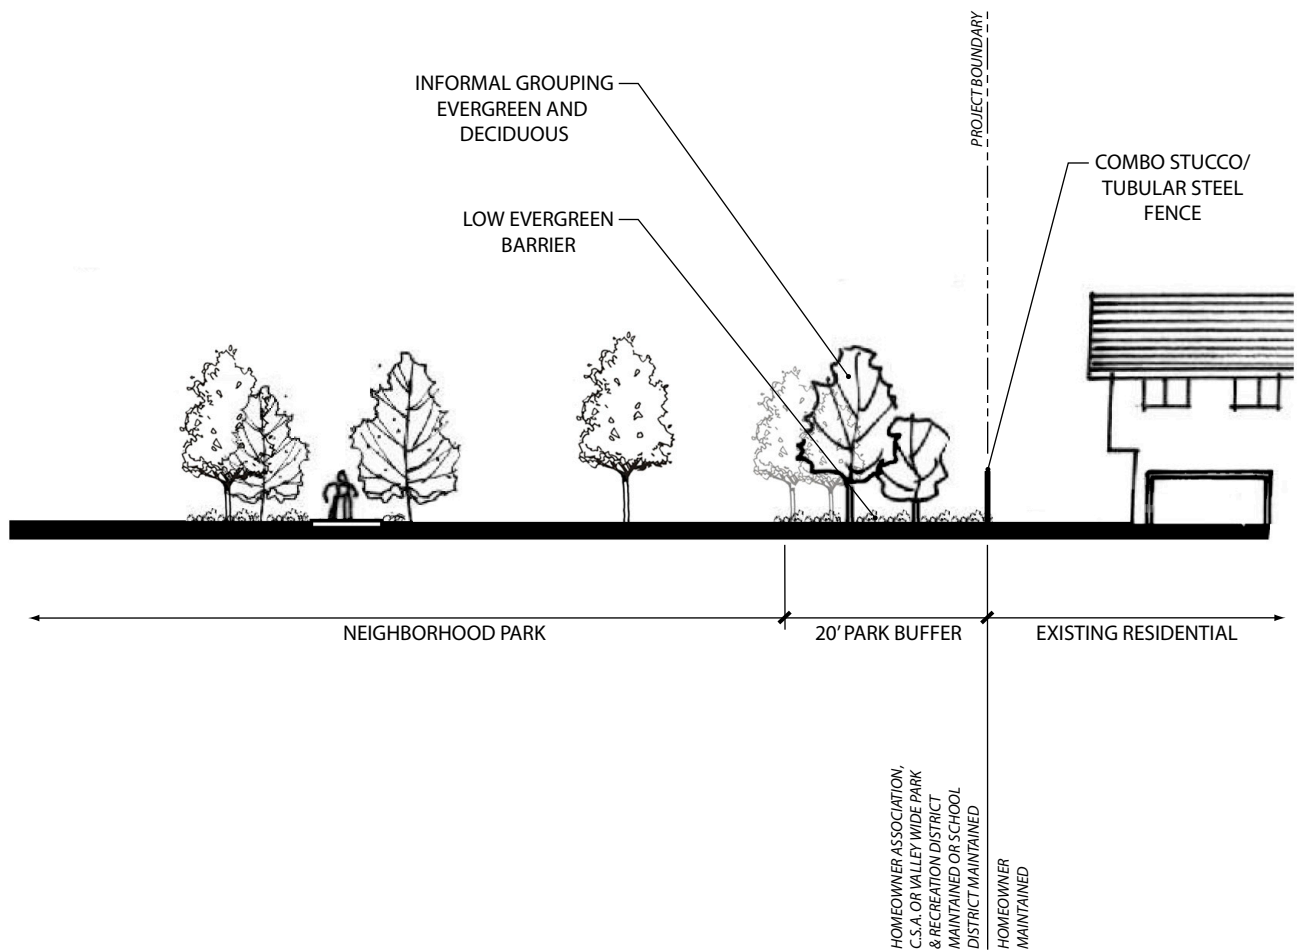 PROJECT BOUNDARY
INFORMAL GROUPING
EVERGREEN AND
DECIDUOUS
COMBO STUCCO/
TUBULAR STEEL
FENCE
LOW EVERGREEN
BARRIER
NEIGHBORHOOD PARK
20' PARK BUFFER
EXISTING RESIDENTIAL
HOMEOWNER ASSOCIATION,
C.S.A. OR VALLEY WIDE PARK
& RECREATION DISTRICT
MAINTAINED OR SCHOOL
DISTRICT MAINTAINED
HOMEOWNER
MAINTAINED